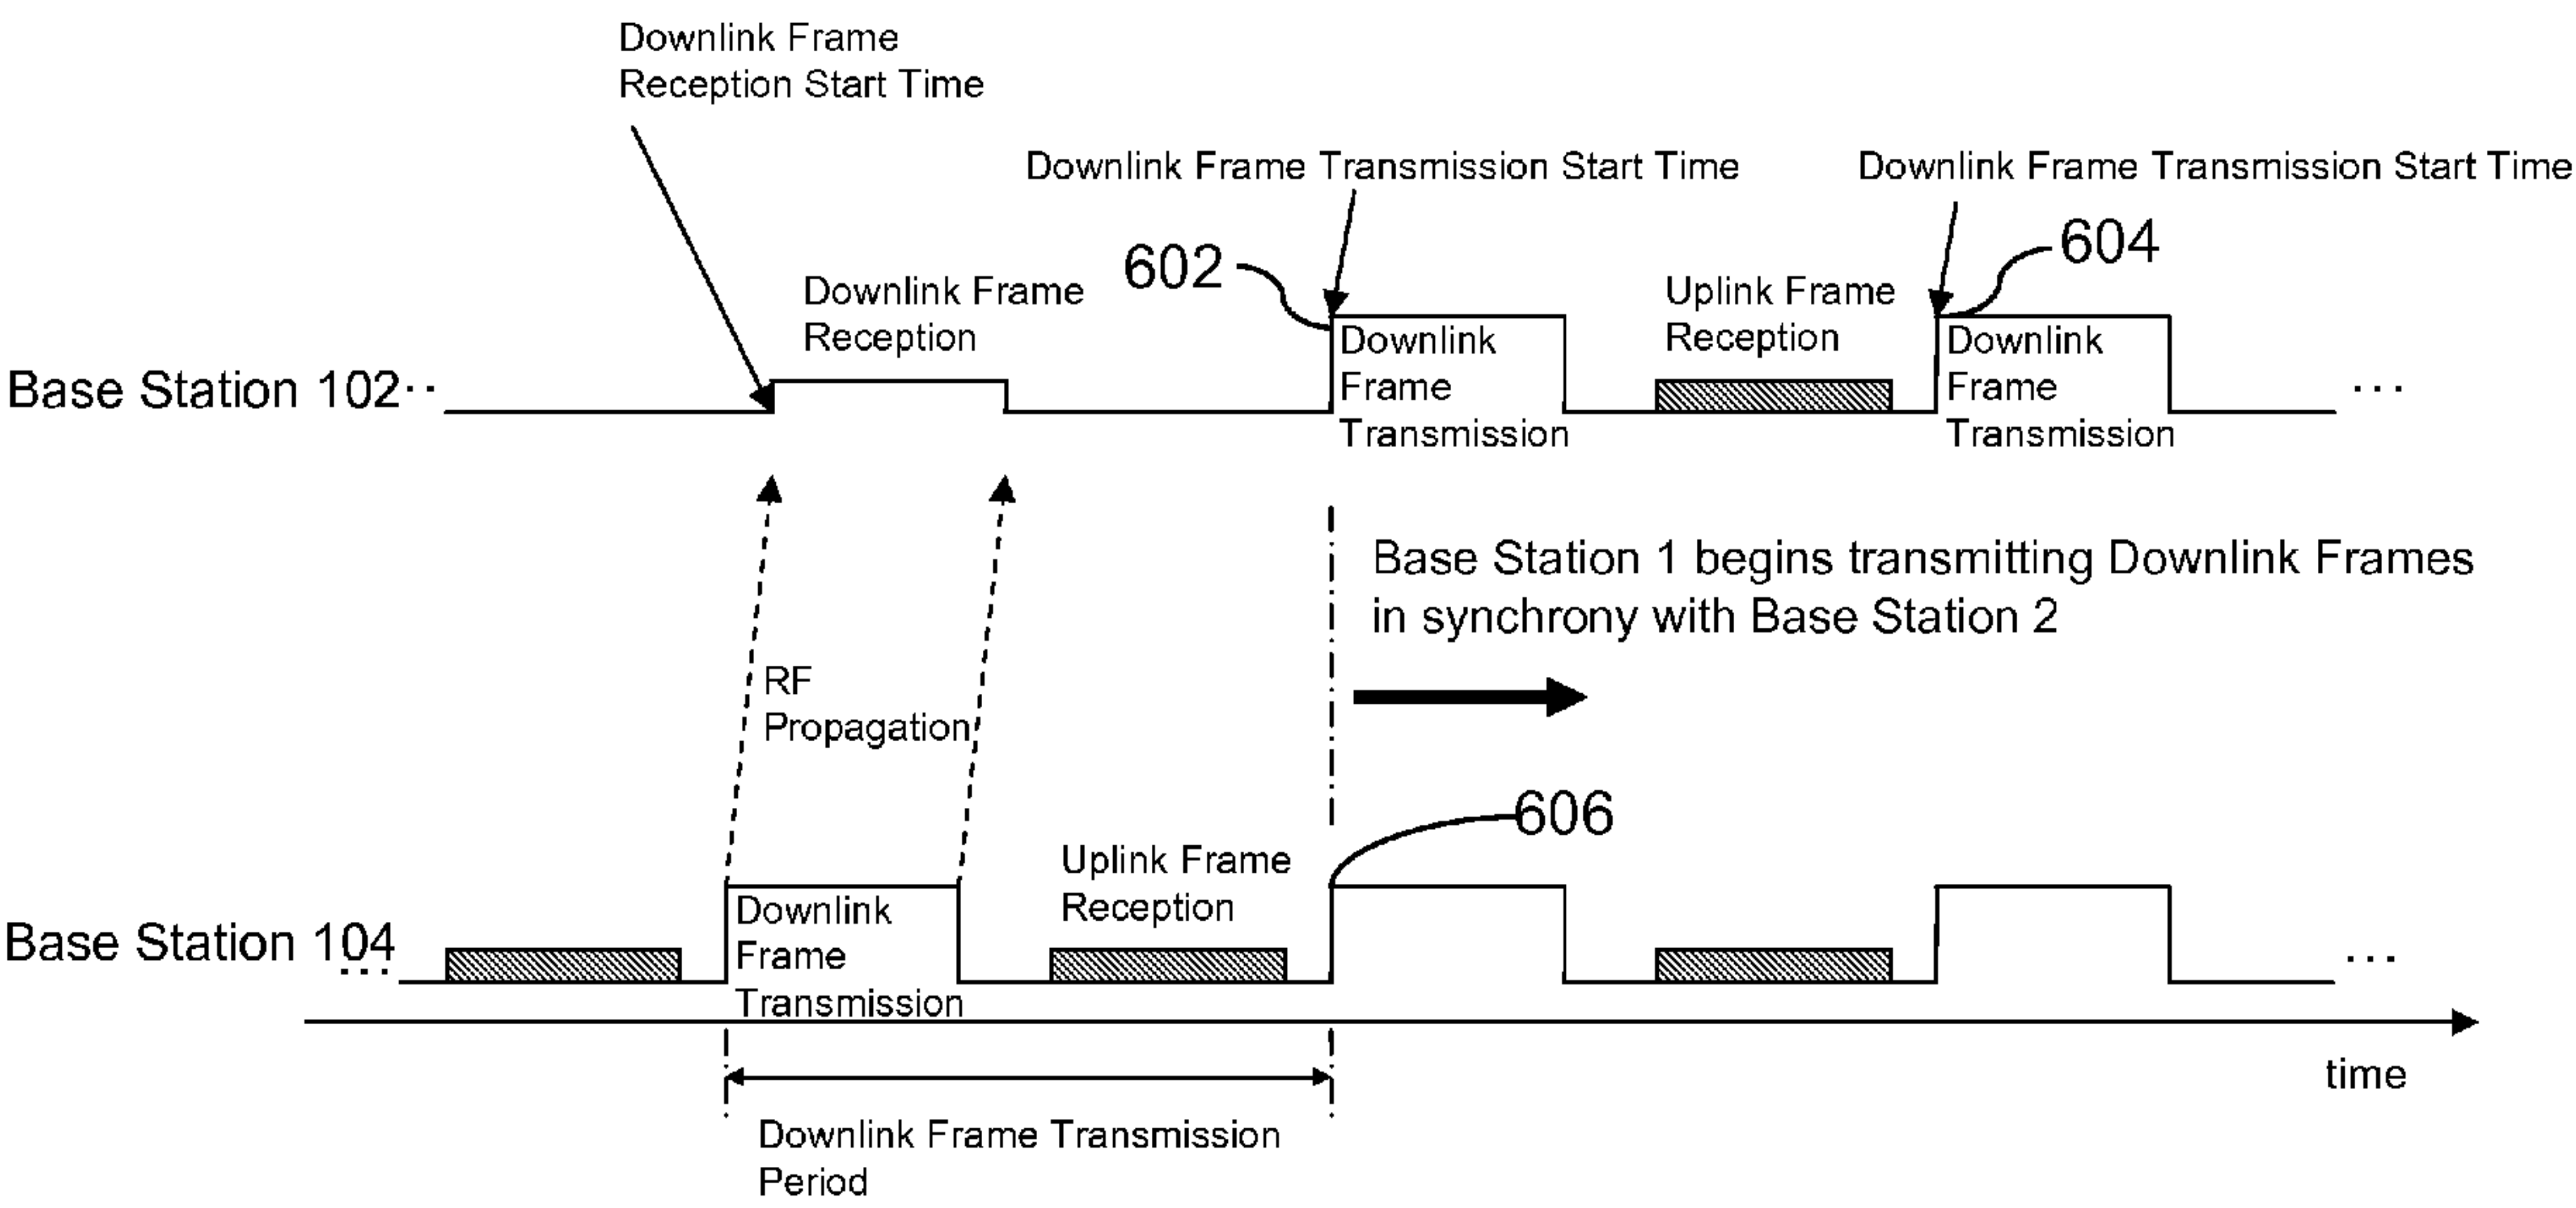 Downlink Frame
Reception Start Time
Downlink Frame Transmission Start Time
Downlink Frame Transmission Start Time
602
604
Downlink Frame
Reception
Uplink Frame
Reception
Downlink
Frame
Transmission
Downlink
Frame
Transmission
Base Station 102··
...
Base Station 1 begins transmitting Downlink Frames
in synchrony with Base Station 2
RF
Propagation
606
Uplink Frame
Reception
Base Station 104
...
Downlink
Frame
Transmission
...
time
Downlink Frame Transmission
Period